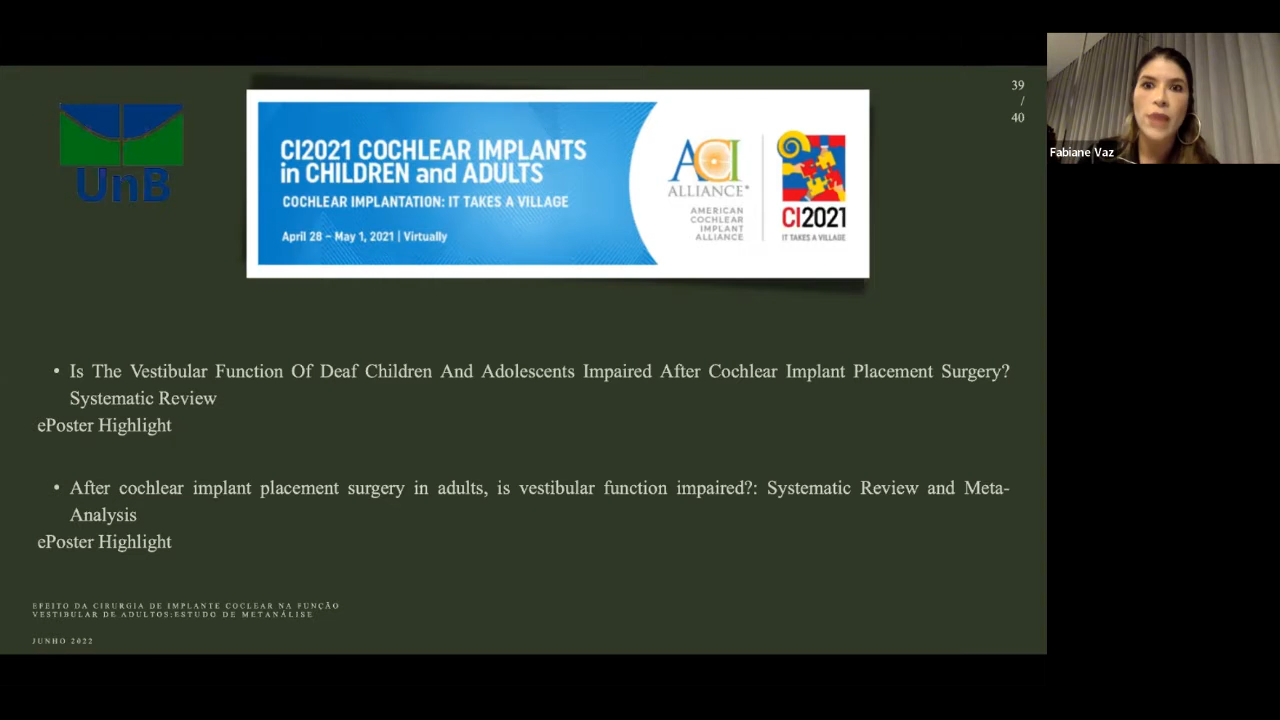 UnB
CI2021 COCHLEAR IMPLANTS
in CHILDREN and ADULTS
COCHLEAR IMPLANTATION: IT TAKES A VILLAGE
April 28 – May 1, 2021 | Virtually
ACI
ALLIANCE®
AMERICAN
COCHLEAR
IMPLANT
ALLIANCE
CI2021
IT TAKES A VILLAGE
39
/
40
Fabiane Vaz
• Is The Vestibular Function Of Deaf Children And Adolescents Impaired After Cochlear Implant Placement Surgery?
Systematic Review
ePoster Highlight
• After cochlear implant placement surgery in adults, is vestibular function impaired?: Systematic Review and Meta-
Analysis
ePoster Highlight
EFEITO DA CIRURGIA DE IMPLANTE COCLEAR NA FUNÇÃO
VESTIBULAR DE ADULTOS:ESTUDO DE METANÁLISE
JUNHO 2022